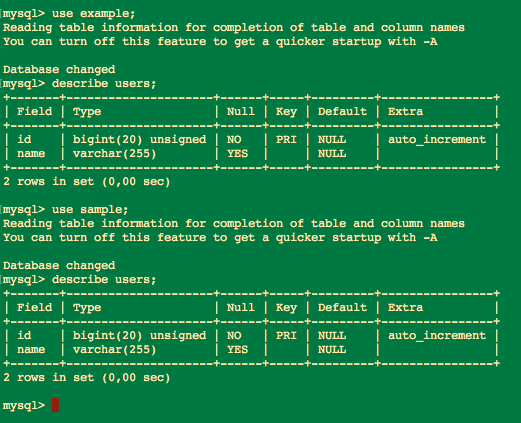 mysql> use example;
Reading table information for completion of table and column names
You can turn off this feature to get a quicker startup with -A

Database changed
mysql> describe users;
+-------+---------------------+------+-----+---------+----------------+
| Field | Type                | Null | Key | Default | Extra          |
+-------+---------------------+------+-----+---------+----------------+
| id    | bigint(20) unsigned | NO   | PRI | NULL    | auto_increment |
| name  | varchar(255)        | YES  |     | NULL    |                |
+-------+---------------------+------+-----+---------+----------------+
2 rows in set (0,00 sec)

mysql> use sample;
Reading table information for completion of table and column names
You can turn off this feature to get a quicker startup with -A

Database changed
mysql> describe users;
+-------+---------------------+------+-----+---------+----------------+
| Field | Type                | Null | Key | Default | Extra          |
+-------+---------------------+------+-----+---------+----------------+
| id    | bigint(20) unsigned | NO   | PRI | NULL    | auto_increment |
| name  | varchar(255)        | YES  |     | NULL    |                |
+-------+---------------------+------+-----+---------+----------------+
2 rows in set (0,00 sec)

mysql>